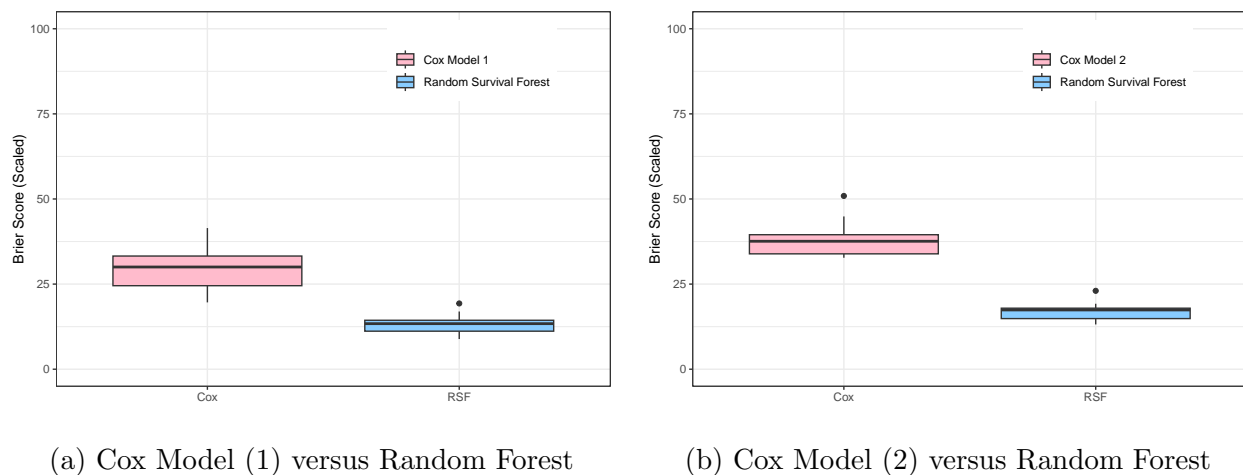 100
75
50
25
0
Brier Score (Scaled)
Cox Model 1
Random Survival Forest
Cox
RSF
(a) Cox Model (1) versus Random Forest
100
75
50
25
0
Brier Score (Scaled)
Cox Model 2
Random Survival Forest
Cox
RSF
(b) Cox Model (2) versus Random Forest